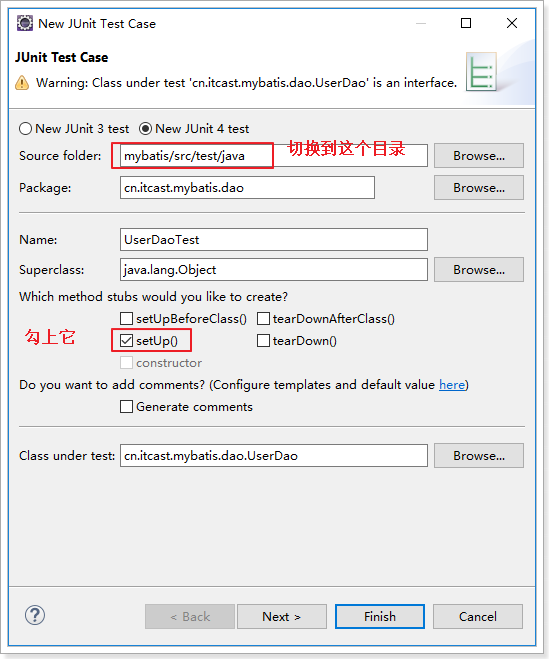 New JUnit Test Case
JUnit Test Case
Warning: Class under test 'cn.itcast.mybatis.dao.UserDao' is an interface.
New JUnit 3 test New JUnit 4 test
Source folder: mybatis/src/test/java 切换到这个目录 Browse...
Package: cn.itcast.mybatis.dao Browse...
Name: UserDaoTest
Superclass: java.lang.Object Browse...
Which method stubs would you like to create?
setUpBeforeClass() tearDownAfterClass()
勾上它 setUp() tearDown()
constructor
Do you want to add comments? (Configure templates and default value here)
Generate comments
Class under test: cn.itcast.mybatis.dao.UserDao Browse...
? < Back Next > Finish Cancel